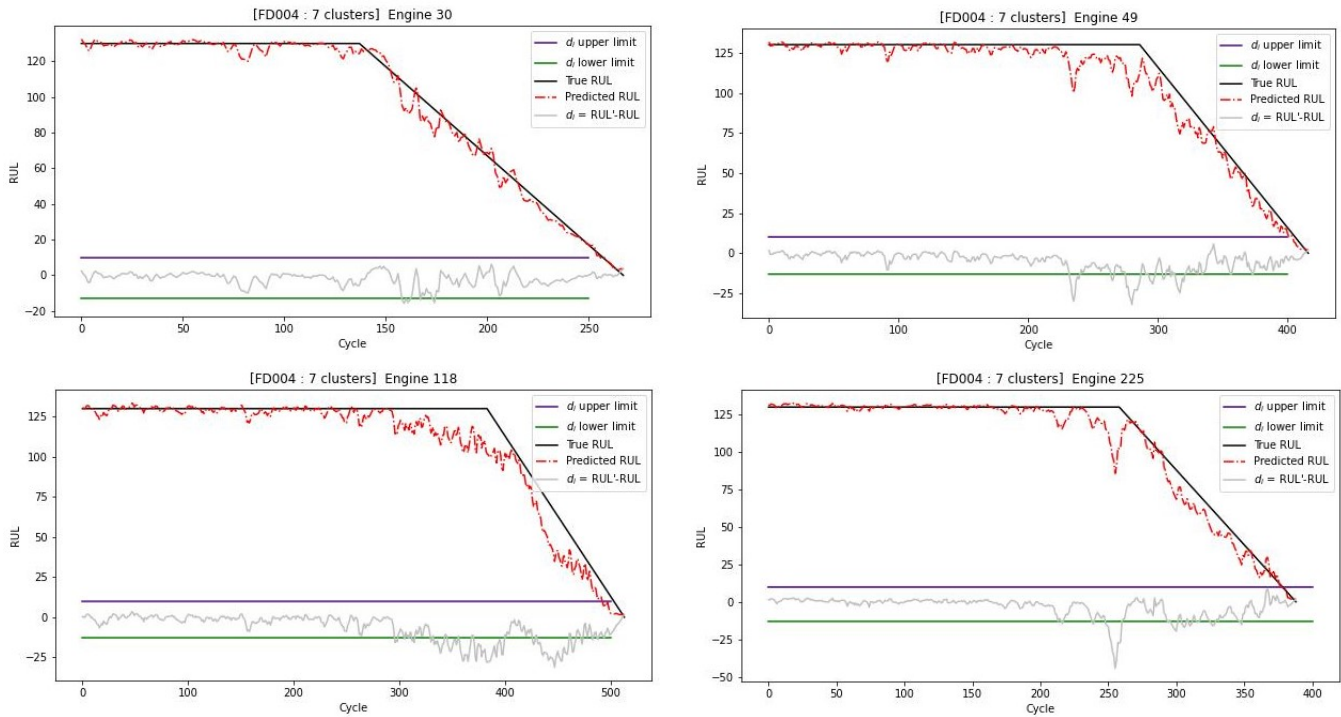 [FD004 : 7 clusters] Engine 30
RUL
120
100
80
60
40
20
0
−20
0
50
100
150
200
250
Cycle
d_l upper limit
d_l lower limit
True RUL
Predicted RUL
d_l = RUL'-RUL
[FD004 : 7 clusters] Engine 49
RUL
125
100
75
50
25
0
−25
0
100
200
300
400
Cycle
d_l upper limit
d_l lower limit
True RUL
Predicted RUL
d_l = RUL'-RUL
[FD004 : 7 clusters] Engine 118
RUL
125
100
75
50
25
0
−25
0
100
200
300
400
500
Cycle
d_l upper limit
d_l lower limit
True RUL
Predicted RUL
d_l = RUL'-RUL
[FD004 : 7 clusters] Engine 225
RUL
125
100
75
50
25
0
−25
−50
0
50
100
150
200
250
300
350
400
Cycle
d_l upper limit
d_l lower limit
True RUL
Predicted RUL
d_l = RUL'-RUL